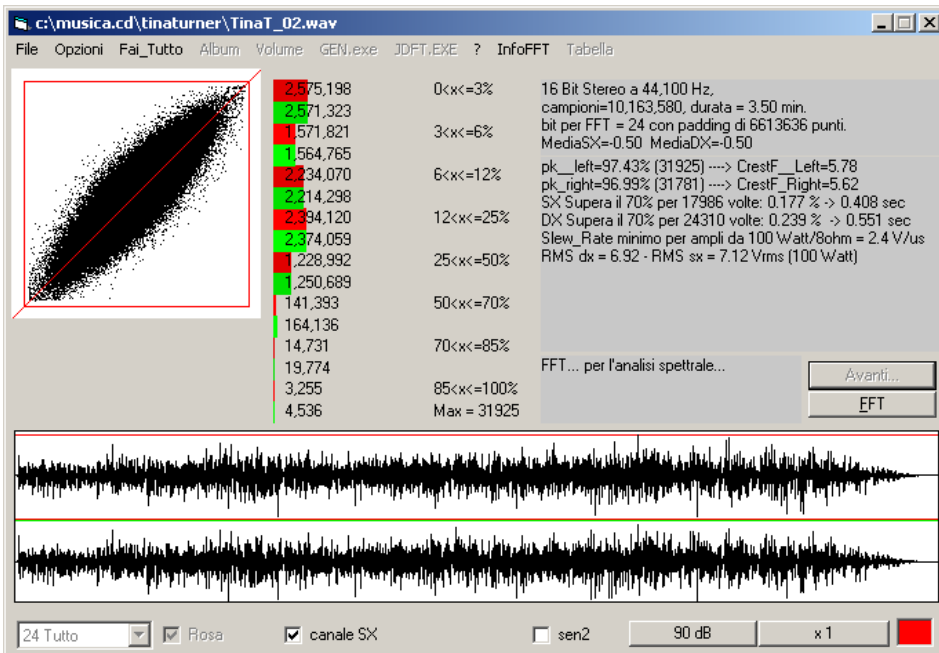 c:\musica.cd\tinaturner\TinaT_02.wav
File Opzioni Fai_Tutto Album Volume GEN.exe JDFT.EXE ? InfoFFT Tabella
2,575,198 0<x<=3%
2,571,323
1,571,821 3<x<=6%
1,564,765
2,234,070 6<x<=12%
2,214,298
2,394,120 12<x<=25%
2,374,059
1,228,992 25<x<=50%
1,250,689
141,393 50<x<=70%
164,136
14,731 70<x<=85%
19,774
3,255 85<x<=100%
4,536 Max = 31925
16 Bit Stereo a 44,100 Hz,
campioni=10,163,580, durata = 3.50 min.
bit per FFT = 24 con padding di 6613636 punti.
MediaSX=-0.50 MediaDX=-0.50
pk__left=97.43% (31925) ----> CrestF__Left=5.78
pk_right=96.99% (31781) ----> CrestF_Right=5.62
SX Supera il 70% per 17986 volte: 0.177 % -> 0.408 sec
DX Supera il 70% per 24310 volte: 0.239 % -> 0.551 sec
Slew_Rate minimo per ampli da 100 Watt/8ohm = 2.4 V/us
RMS dx = 6.92 - RMS sx = 7.12 Vrms (100 Watt)
FFT... per l'analisi spettrale...
Avanti...
FFT
24 Tutto Rosa canale SX sen2 90 dB x 1